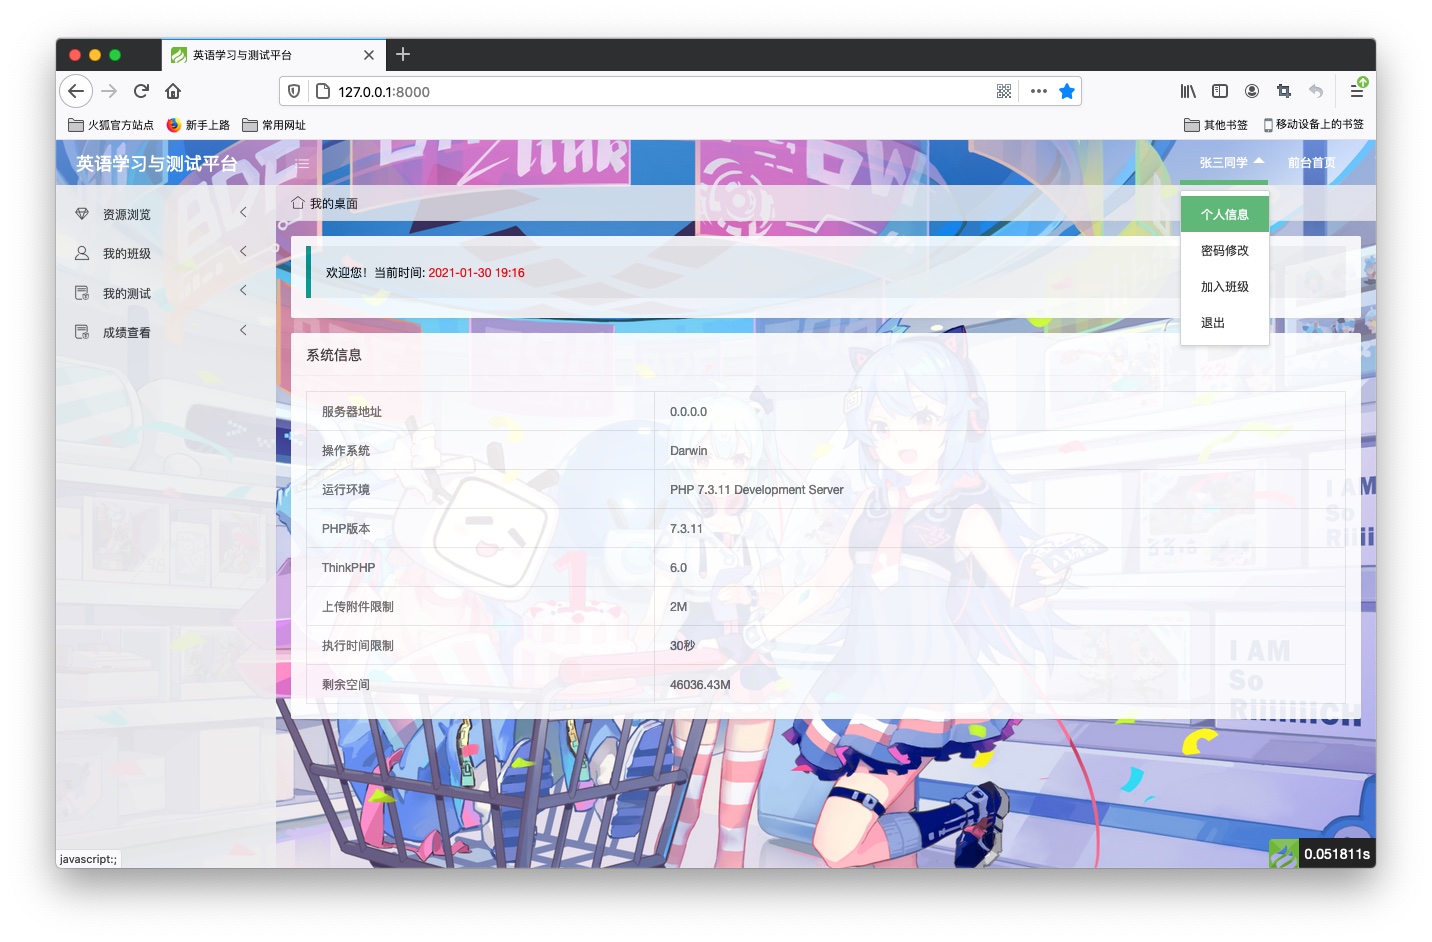 英语学习与测试平台
127.0.0.1:8000
火狐官方站点 新手上路 常用网址 其他书签 移动设备上的书签
英语学习与测试平台 张三同学 前台首页
资源浏览
我的班级
我的测试
成绩查看
我的桌面
个人信息
密码修改
加入班级
退出
欢迎您！当前时间: 2021-01-30 19:16
系统信息
服务器地址 0.0.0.0
操作系统 Darwin
运行环境 PHP 7.3.11 Development Server
PHP版本 7.3.11
ThinkPHP 6.0
上传附件限制 2M
执行时间限制 30秒
剩余空间 46036.43M
link
I AM
So
I AM
So
RiiiiiiiCH
javascript:;
0.051811s